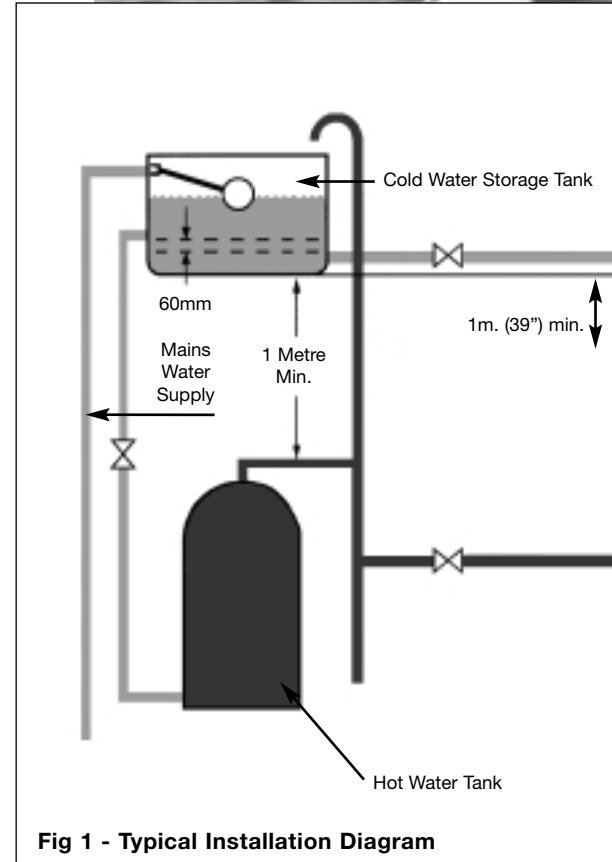 Cold Water Storage Tank
60mm
1m. (39”) min.
Mains
Water
Supply
1 Metre
Min.
Hot Water Tank
Fig 1 - Typical Installation Diagram